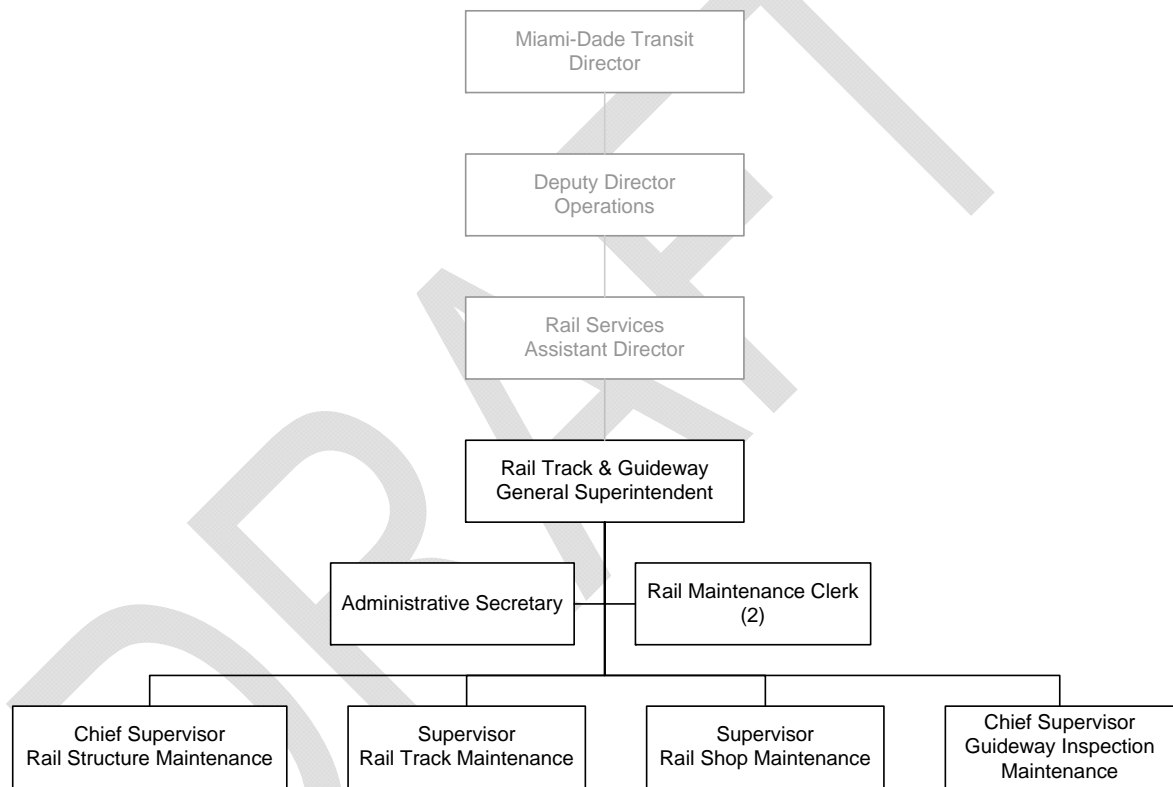 Miami-Dade Transit
Director
Deputy Director
Operations
Rail Services
Assistant Director
Rail Track & Guideway
General Superintendent
Administrative Secretary
Rail Maintenance Clerk
(2)
Chief Supervisor
Rail Structure Maintenance
Supervisor
Rail Track Maintenance
Supervisor
Rail Shop Maintenance
Chief Supervisor
Guideway Inspection
Maintenance
DRAFT